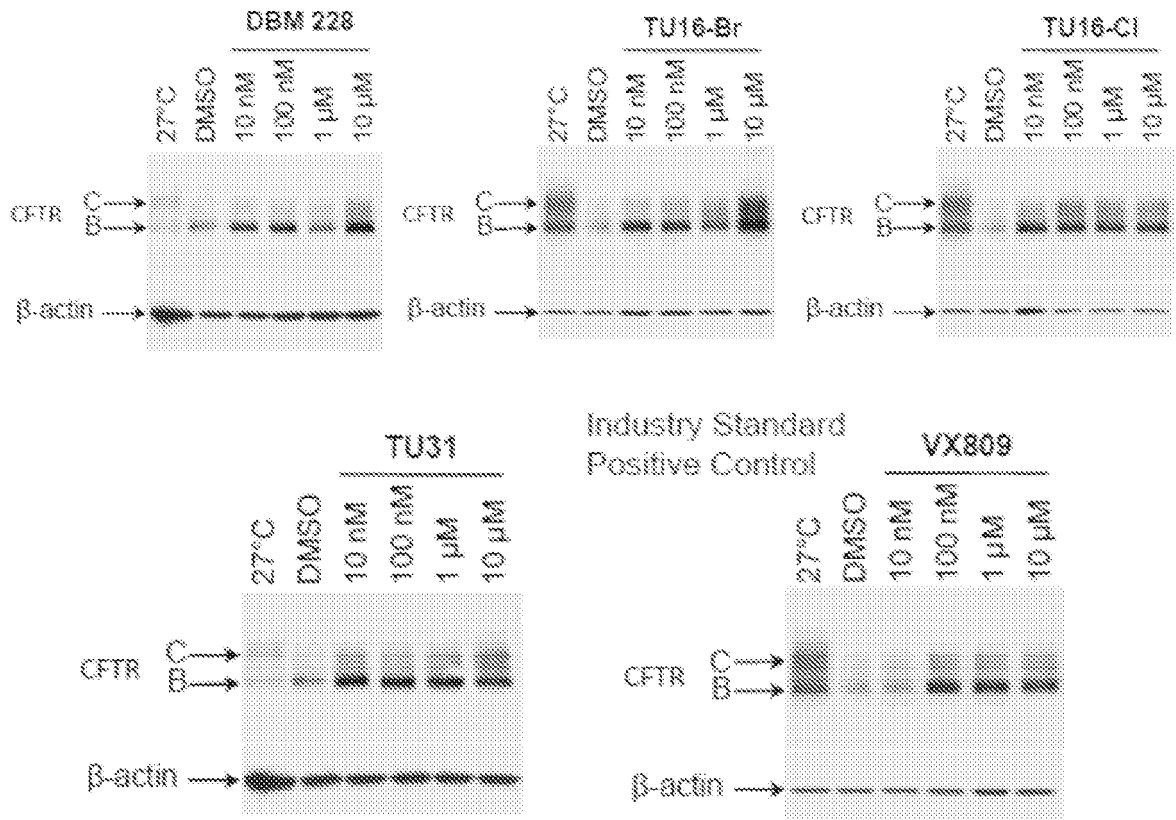 DBM 228
27°C DMSO 10 nM 100 nM 1 µM 10 µM
CFTR C B
β-actin
TU16-Br
27°C DMSO 10 nM 100 nM 1 µM 10 µM
CFTR C B
β-actin
TU16-Cl
27°C DMSO 10 nM 100 nM 1 µM 10 µM
CFTR C B
β-actin
TU31
27°C DMSO 10 nM 100 nM 1 µM 10 µM
CFTR C B
β-actin
Industry Standard
Positive Control
VX809
27°C DMSO 10 nM 100 nM 1 µM 10 µM
CFTR C B
β-actin